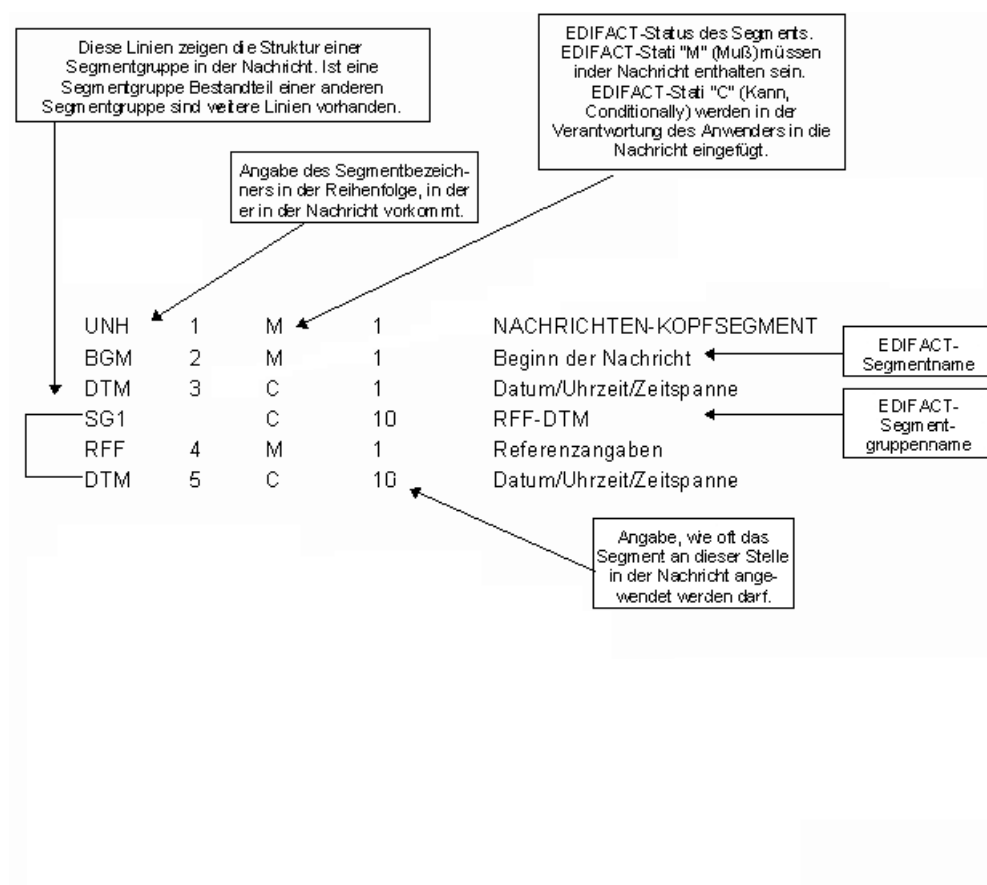 Diese Linien zeigen die Struktur einer
Segmentgruppe in der Nachricht. Ist eine
Segmentgruppe Bestandteil einer anderen
Segmentgruppe sind weitere Linien vorhanden.
EDIFACT-Status des Segments.
EDIFACT-Stati "M" (Muß) müssen
inder Nachricht enthalten sein.
EDIFACT-Stati "C" (Kann,
Conditionally) werden in der
Verantwortung des Anwenders in die
Nachricht eingefügt.
Angabe des Segmentbezeich-
ners in der Reihenfolge, in der
er in der Nachricht vorkommt.
UNH 1 M 1 NACHRICHTEN-KOPFSEGMENT
BGM 2 M 1 Beginn der Nachricht
DTM 3 C 1 Datum/Uhrzeit/Zeitspanne
SG1 C 10 RFF-DTM
RFF 4 M 1 Referenzangaben
DTM 5 C 10 Datum/Uhrzeit/Zeitspanne
EDIFACT-
Segmentname
EDIFACT-
Segment-
gruppenname
Angabe, wie oft das
Segment an dieser Stelle
in der Nachricht ange-
wendet werden darf.